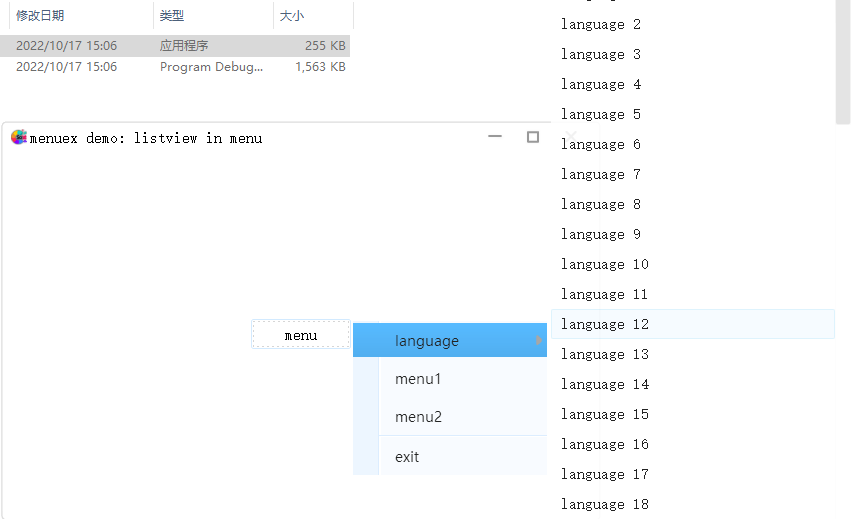 修改日期 类型 大小
2022/10/17 15:06 应用程序 255 KB
2022/10/17 15:06 Program Debug... 1,563 KB
menuex demo: listview in menu
menu
language
menu1
menu2
exit
language 2
language 3
language 4
language 5
language 6
language 7
language 8
language 9
language 10
language 11
language 12
language 13
language 14
language 15
language 16
language 17
language 18